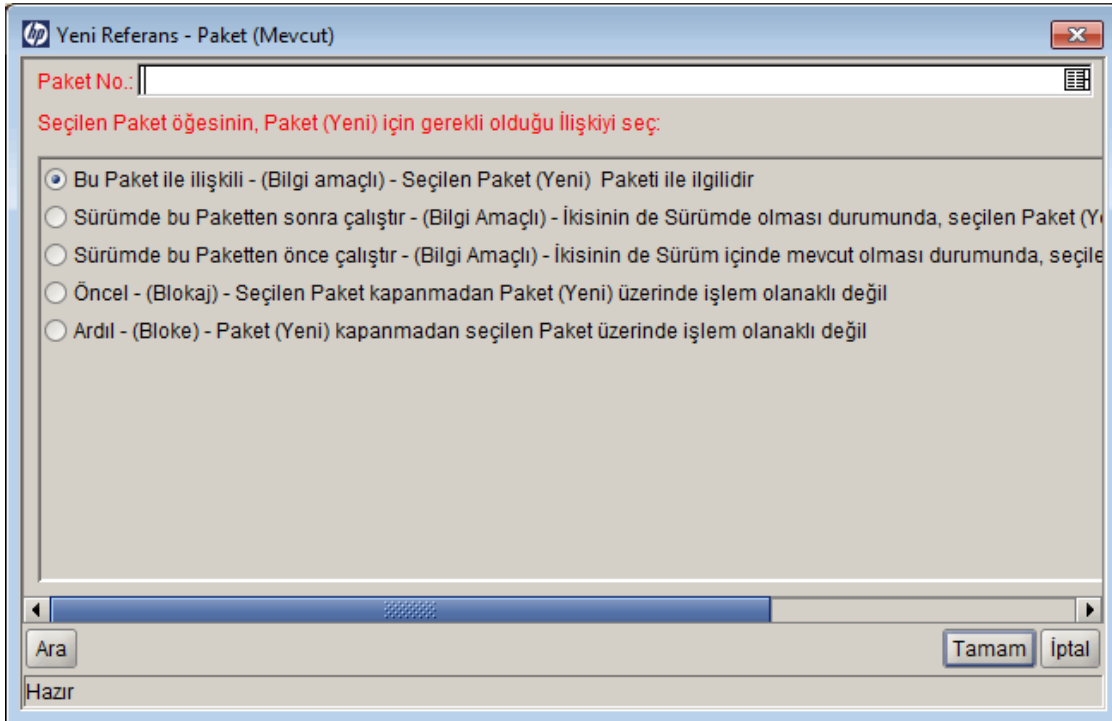 hp Yeni Referans - Paket (Mevcut)
Paket No.:
Seçilen Paket öğesinin, Paket (Yeni) için gerekli olduğu İlişkiyi seç:
Bu Paket ile ilişkili - (Bilgi amaçlı) - Seçilen Paket (Yeni) Paketi ile ilgilidir
Sürümde bu Paketten sonra çalıştır - (Bilgi Amaçlı) - İkisinin de Sürümde olması durumunda, seçilen Paket (Ye
Sürümde bu Paketten önce çalıştır - (Bilgi Amaçlı) - İkisinin de Sürüm içinde mevcut olması durumunda, seçile
Öncel - (Blokaj) - Seçilen Paket kapanmadan Paket (Yeni) üzerinde işlem olanaklı değil
Ardıl - (Bloke) - Paket (Yeni) kapanmadan seçilen Paket üzerinde işlem olanaklı değil
Ara Tamam İptal
Hazır